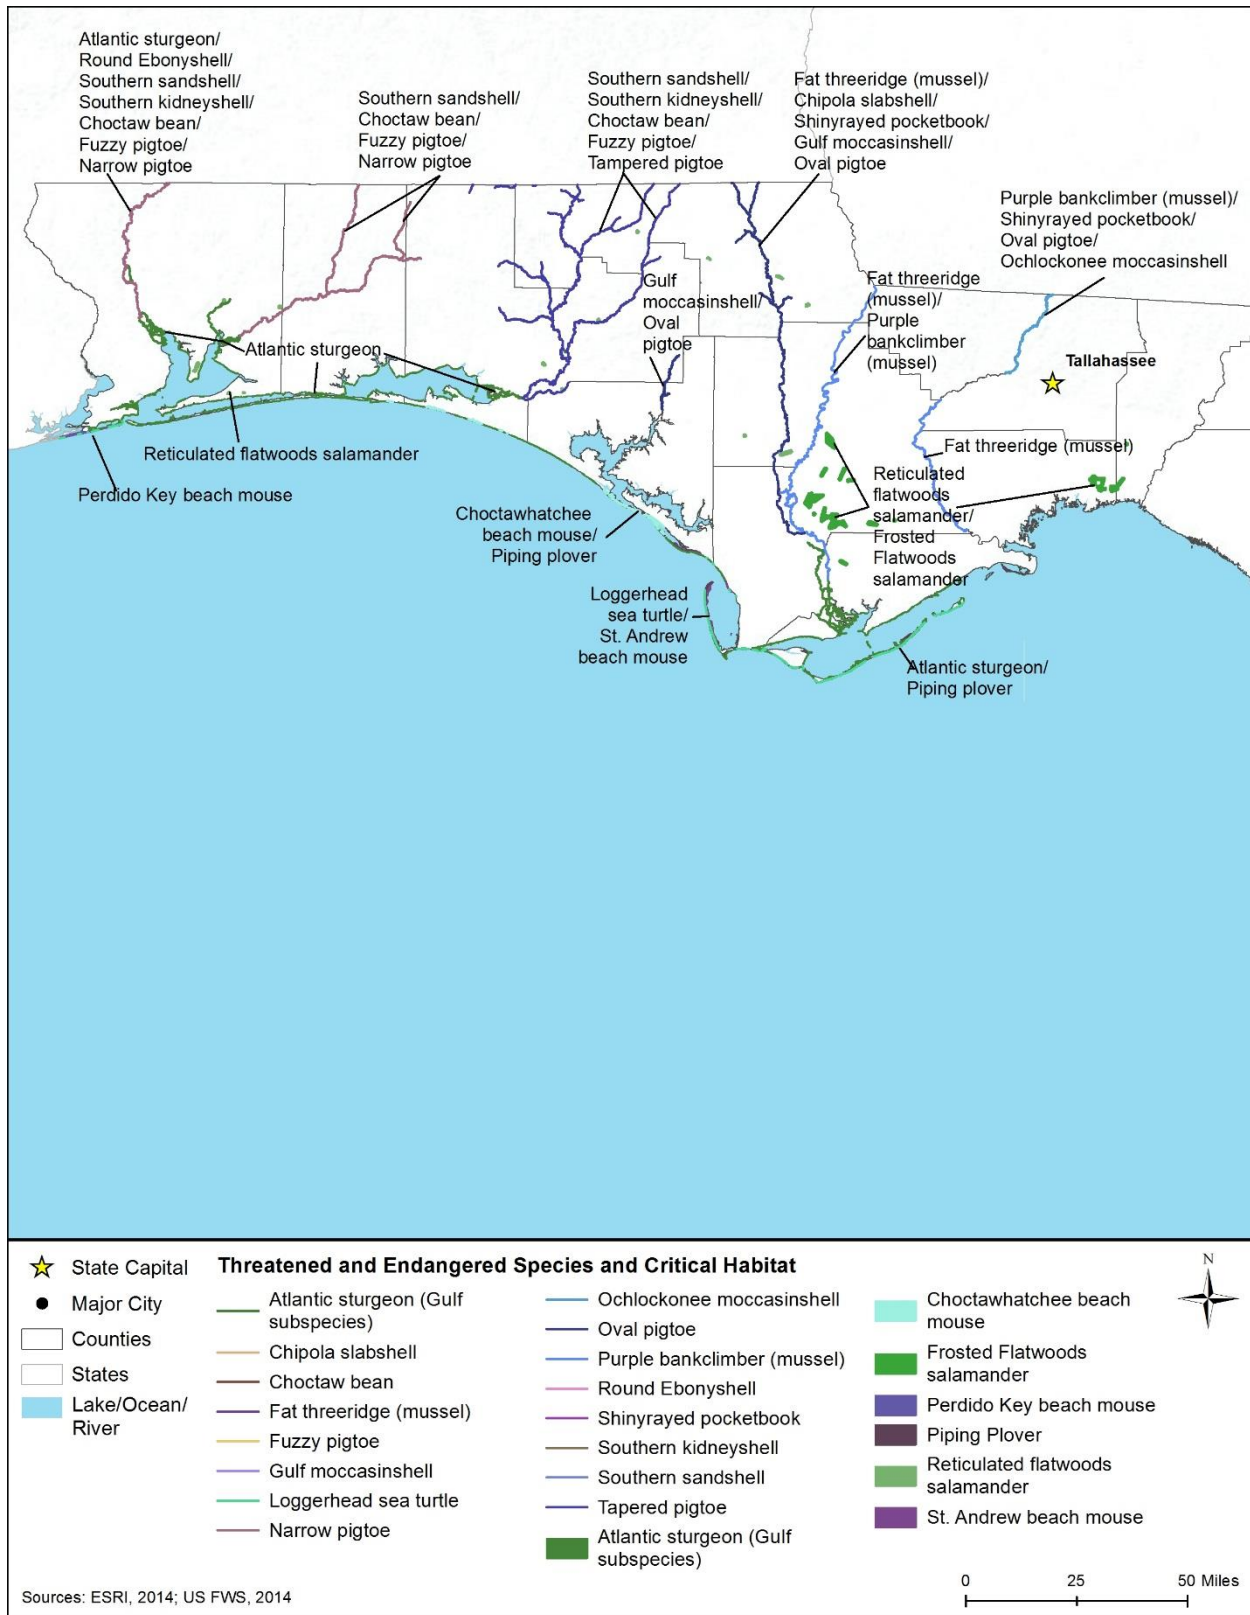 Atlantic sturgeon/
Round Ebonyshell/
Southern sandshell/
Southern kidneyshell/
Choctaw bean/
Fuzzy pigtoe/
Narrow pigtoe
Southern sandshell/
Choctaw bean/
Fuzzy pigtoe/
Narrow pigtoe
Southern sandshell/
Southern kidneyshell/
Choctaw bean/
Fuzzy pigtoe/
Tampered pigtoe
Fat threeridge (mussel)/
Chipola slabshell/
Shinyrayed pocketbook/
Gulf moccasinshell/
Oval pigtoe
Purple bankclimber (mussel)/
Shinyrayed pocketbook/
Oval pigtoe/
Ochlockonee moccasinshell
Gulf
moccasinshell/
Oval
pigtoe
Fat threeridge
(mussel)/
Purple
bankclimber
(mussel)
Tallahassee
Atlantic sturgeon
Reticulated flatwoods salamander
Perdido Key beach mouse
Fat threeridge (mussel)
Reticulated
flatwoods
salamander/
Frosted
Flatwoods
salamander
Choctawhatchee
beach mouse/
Piping plover
Loggerhead
sea turtle/
St. Andrew
beach mouse
Atlantic sturgeon/
Piping plover
State Capital
Major City
Counties
States
Lake/Ocean/
River
Threatened and Endangered Species and Critical Habitat
Atlantic sturgeon (Gulf
subspecies)
Chipola slabshell
Choctaw bean
Fat threeridge (mussel)
Fuzzy pigtoe
Gulf moccasinshell
Loggerhead sea turtle
Narrow pigtoe
Ochlockonee moccasinshell
Oval pigtoe
Purple bankclimber (mussel)
Round Ebonyshell
Shinyrayed pocketbook
Southern kidneyshell
Southern sandshell
Tapered pigtoe
Atlantic sturgeon (Gulf
subspecies)
Choctawhatchee beach
mouse
Frosted Flatwoods
salamander
Perdido Key beach mouse
Piping Plover
Reticulated flatwoods
salamander
St. Andrew beach mouse
N
Sources: ESRI, 2014; US FWS, 2014
0 25 50 Miles